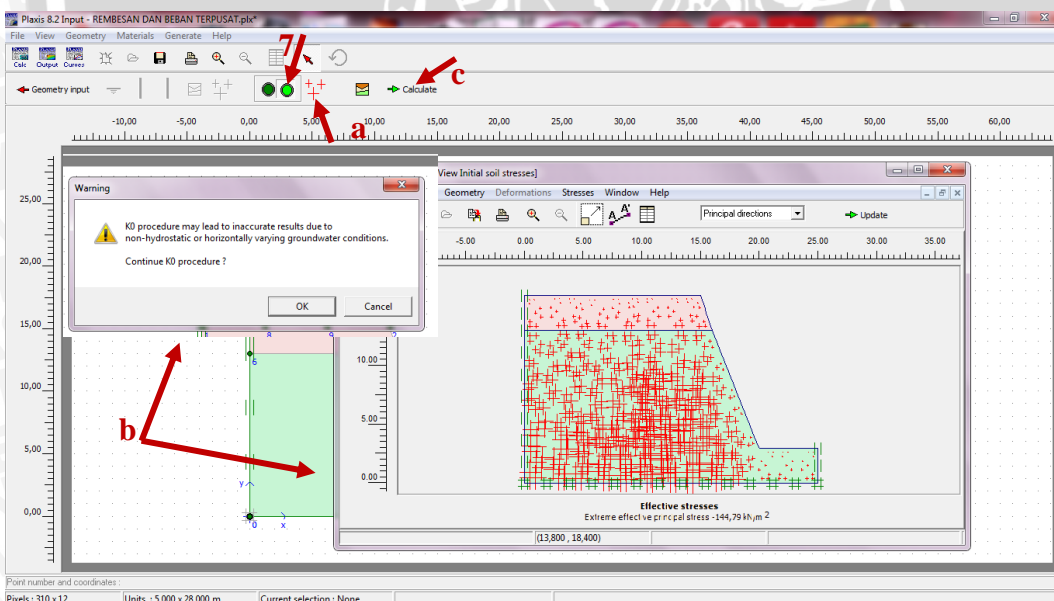 Plaxis 8.2 Input - REMBESAN DAN BEBAN TERPUSAT.plx*
File View Geometry Materials Generate Help
Calc Output Curves
7
Geometry input
Calculate
c
a
-10,00 -5,00 0,00 5,00 10,00 15,00 20,00 25,00 30,00 35,00 40,00 45,00 50,00 55,00 60,00
25,00
20,00
15,00
10,00
5,00
0,00
Warning
K0 procedure may lead to inaccurate results due to
non-hydrostatic or horizontally varying groundwater conditions.
Continue K0 procedure ?
OK Cancel
View Initial soil stresses]
Geometry Deformations Stresses Window Help
Principal directions
Update
-5.00 0.00 5.00 10.00 15.00 20.00 25.00 30.00 35.00
10.00
5.00
0.00
8
6
b
y
0 x
Effective stresses
Extreme effective principal stress -144,79 kN/m 2
(13,800 , 18,400)
Point number and coordinates :
Pixels : 310 x 12 Units : 5,000 x 28,000 m Current selection : None